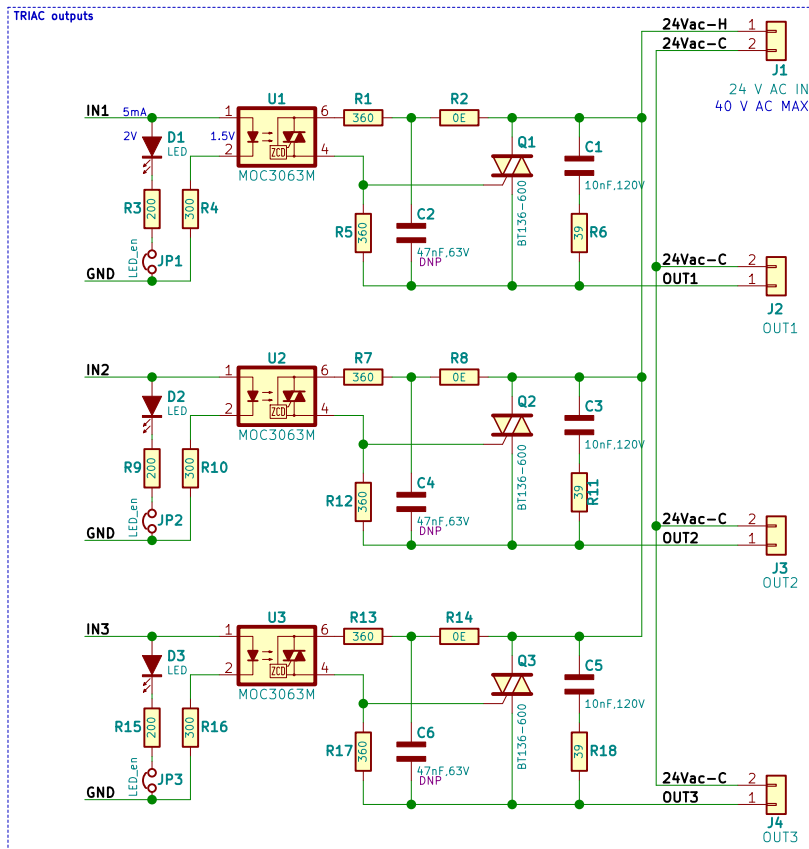 TRIAC outputs
24Vac-H 1
24Vac-C 2
J1
24 V AC IN
40 V AC MAX
IN1 5mA 1 U1 6 R1 360 R2 0E
2V D1 LED 1.5V 2 ZCD 4 Q1 C1
MOC3063M 10nF,120V
R3 200 300 R4 R5 360 C2 BT136-600 39 R6
47nF,63V
DNP
LED_en JP1
GND
24Vac-C 2
OUT1 1
J2
OUT1
IN2 1 U2 6 R7 360 R8 0E
D2 LED 2 ZCD 4 Q2 C3
MOC3063M 10nF,120V
R9 200 300 R10 R12 360 C4 BT136-600 39 R11
47nF,63V
DNP
LED_en JP2
GND
24Vac-C 2
OUT2 1
J3
OUT2
IN3 1 U3 6 R13 360 R14 0E
D3 LED 2 ZCD 4 Q3 C5
MOC3063M 10nF,120V
R15 200 300 R16 R17 360 C6 BT136-600 39 R18
47nF,63V
DNP
LED_en JP3
GND
24Vac-C 2
OUT3 1
J4
OUT3